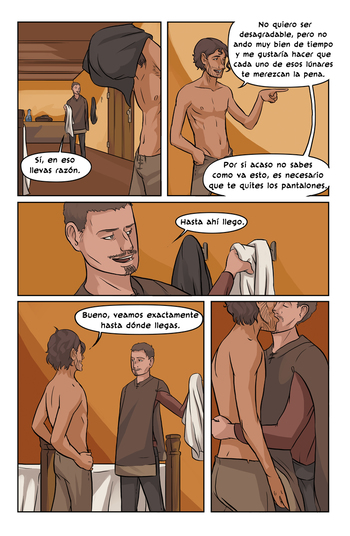 No quiero ser
desagradable, pero no
ando muy bien de tiempo
y me gustaría hacer que
cada uno de esos lúnares
te merezcan la pena.
Sí, en eso
llevas razón.
Por si acaso no sabes
como va esto, es necesario
que te quites los pantalones.
Hasta ahí llego.
Bueno, veamos exactamente
hasta dónde llegas.